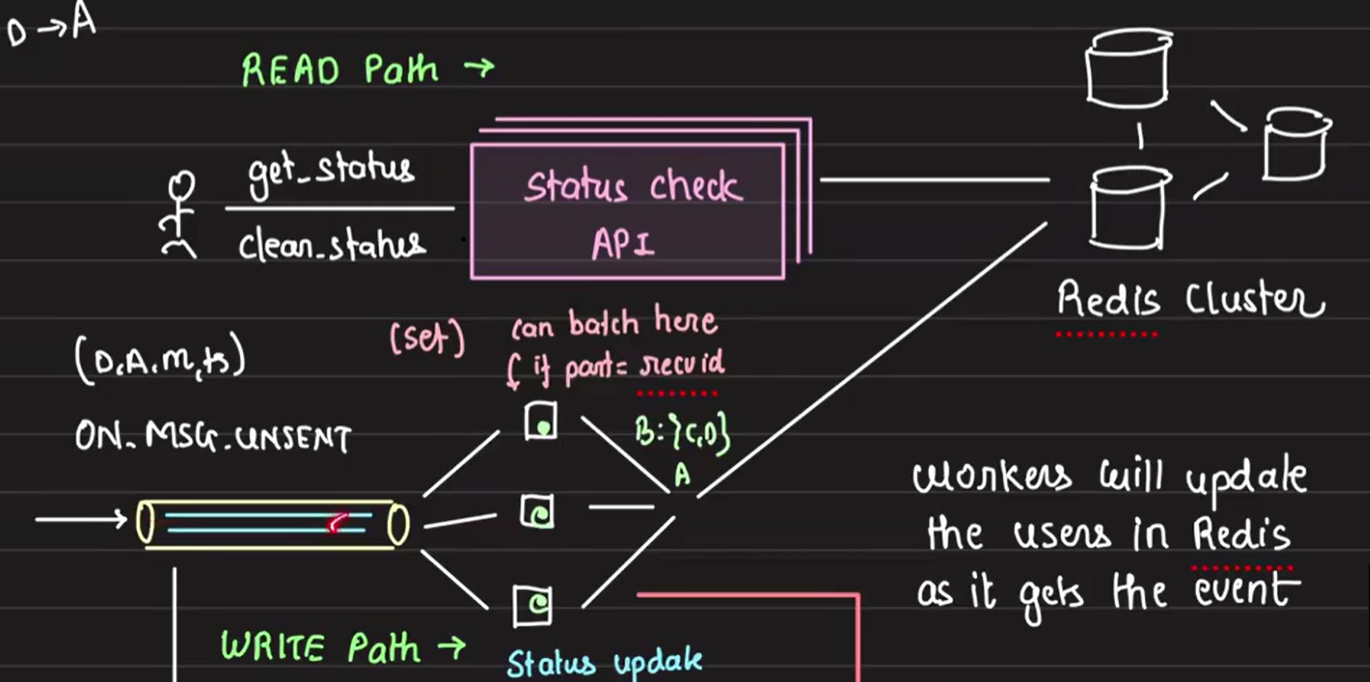 D → A
READ Path →
get_status
clean_status
Status check
API
Redis Cluster
(D,A,m,ts)
ON_MSG_UNSENT
(set)
can batch here
if part= recv id
B:{C,D}
A
workers will update
the users in Redis
as it gets the event
WRITE Path →
Status update